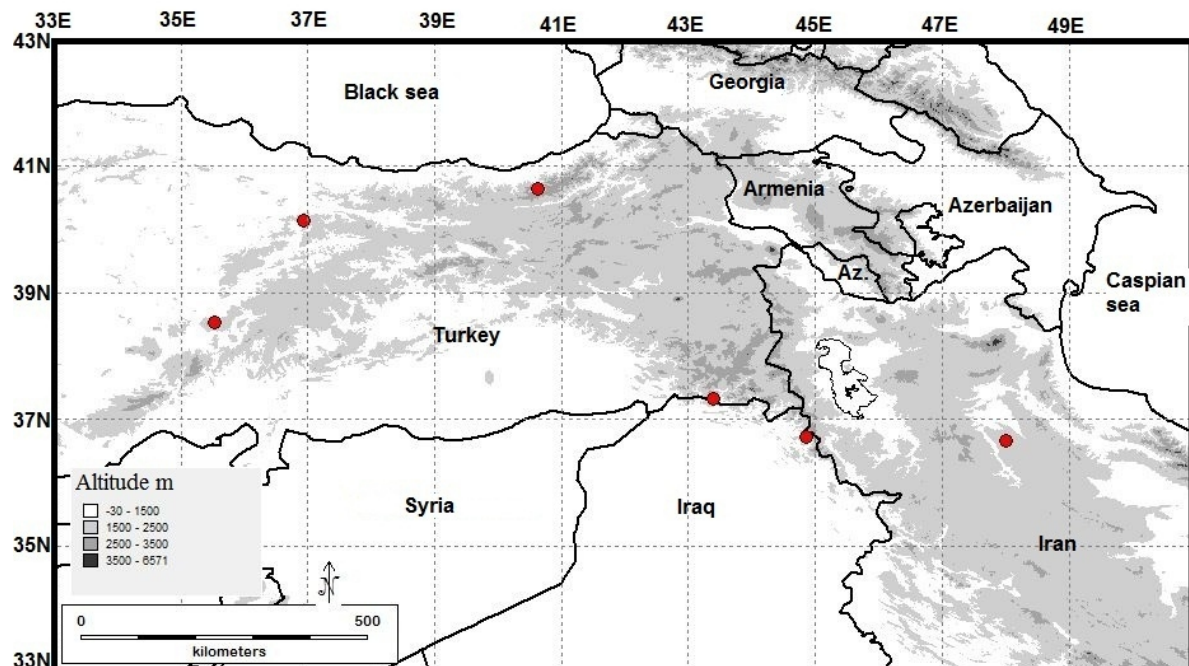 33E 35E 37E 39E 41E 43E 45E 47E 49E
43N
Black sea
Georgia
41N
Armenia
Azerbaijan
39N
Az.
Caspian
sea
Turkey
37N
Altitude m
-30 - 1500
1500 - 2500
2500 - 3500
3500 - 6571
Syria
Iraq
35N
Iran
N
0 500
kilometers
33N